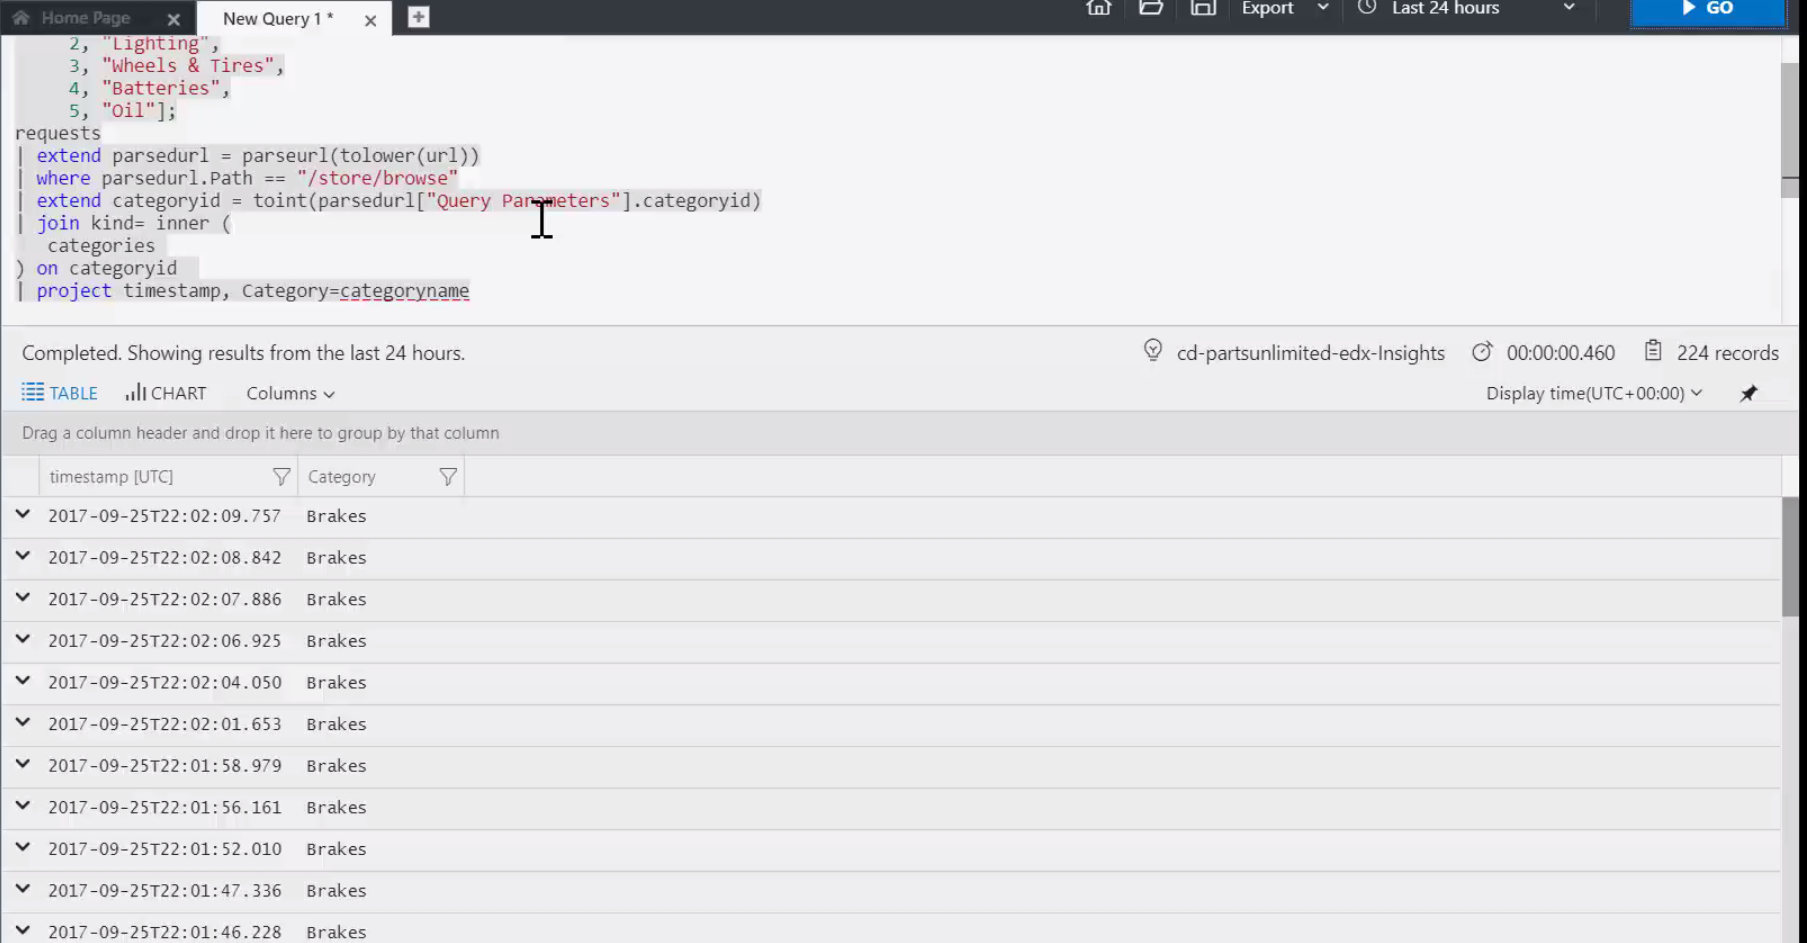 Home Page
New Query 1 *
Export
Last 24 hours
GO
2, "Lighting",
3, "Wheels & Tires",
4, "Batteries",
5, "Oil"];
requests
| extend parsedurl = parseurl(tolower(url))
| where parsedurl.Path == "/store/browse"
| extend categoryid = toint(parsedurl["Query Parameters"].categoryid)
| join kind= inner (
categories
) on categoryid
| project timestamp, Category=categoryname
Completed. Showing results from the last 24 hours.
cd-partsunlimited-edx-Insights
00:00:00.460
224 records
TABLE
CHART
Columns
Display time(UTC+00:00)
Drag a column header and drop it here to group by that column
timestamp [UTC]
Category
2017-09-25T22:02:09.757 Brakes
2017-09-25T22:02:08.842 Brakes
2017-09-25T22:02:07.886 Brakes
2017-09-25T22:02:06.925 Brakes
2017-09-25T22:02:04.050 Brakes
2017-09-25T22:02:01.653 Brakes
2017-09-25T22:01:58.979 Brakes
2017-09-25T22:01:56.161 Brakes
2017-09-25T22:01:52.010 Brakes
2017-09-25T22:01:47.336 Brakes
2017-09-25T22:01:46.228 Brakes